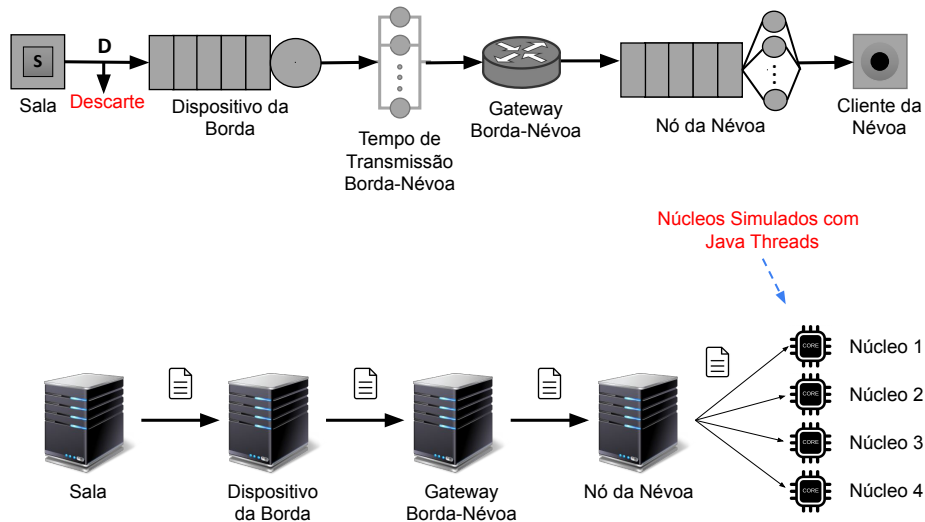 S
D
Sala
Descarte
Dispositivo da
Borda
Tempo de
Transmissão
Borda-Névoa
Gateway
Borda-Névoa
Nó da Névoa
Cliente da
Névoa
Núcleos Simulados com
Java Threads
CORE
Núcleo 1
CORE
Núcleo 2
CORE
Núcleo 3
CORE
Núcleo 4
Sala
Dispositivo
da Borda
Gateway
Borda-Névoa
Nó da Névoa